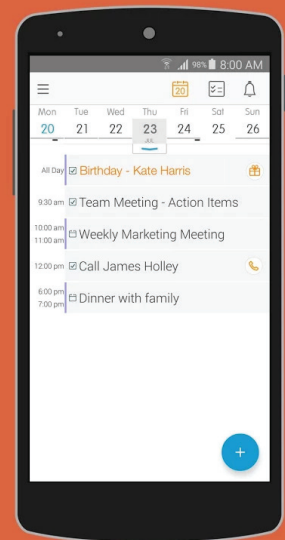 98% 8:00 AM
20
Mon Tue Wed Thu Fri Sat Sun
20 21 22 23 24 25 26
All Day Birthday - Kate Harris
9:30 am Team Meeting - Action Items
10:00 am
11:00 am Weekly Marketing Meeting
12:00 pm Call James Holley
6:00 pm
7:00 pm Dinner with family
+